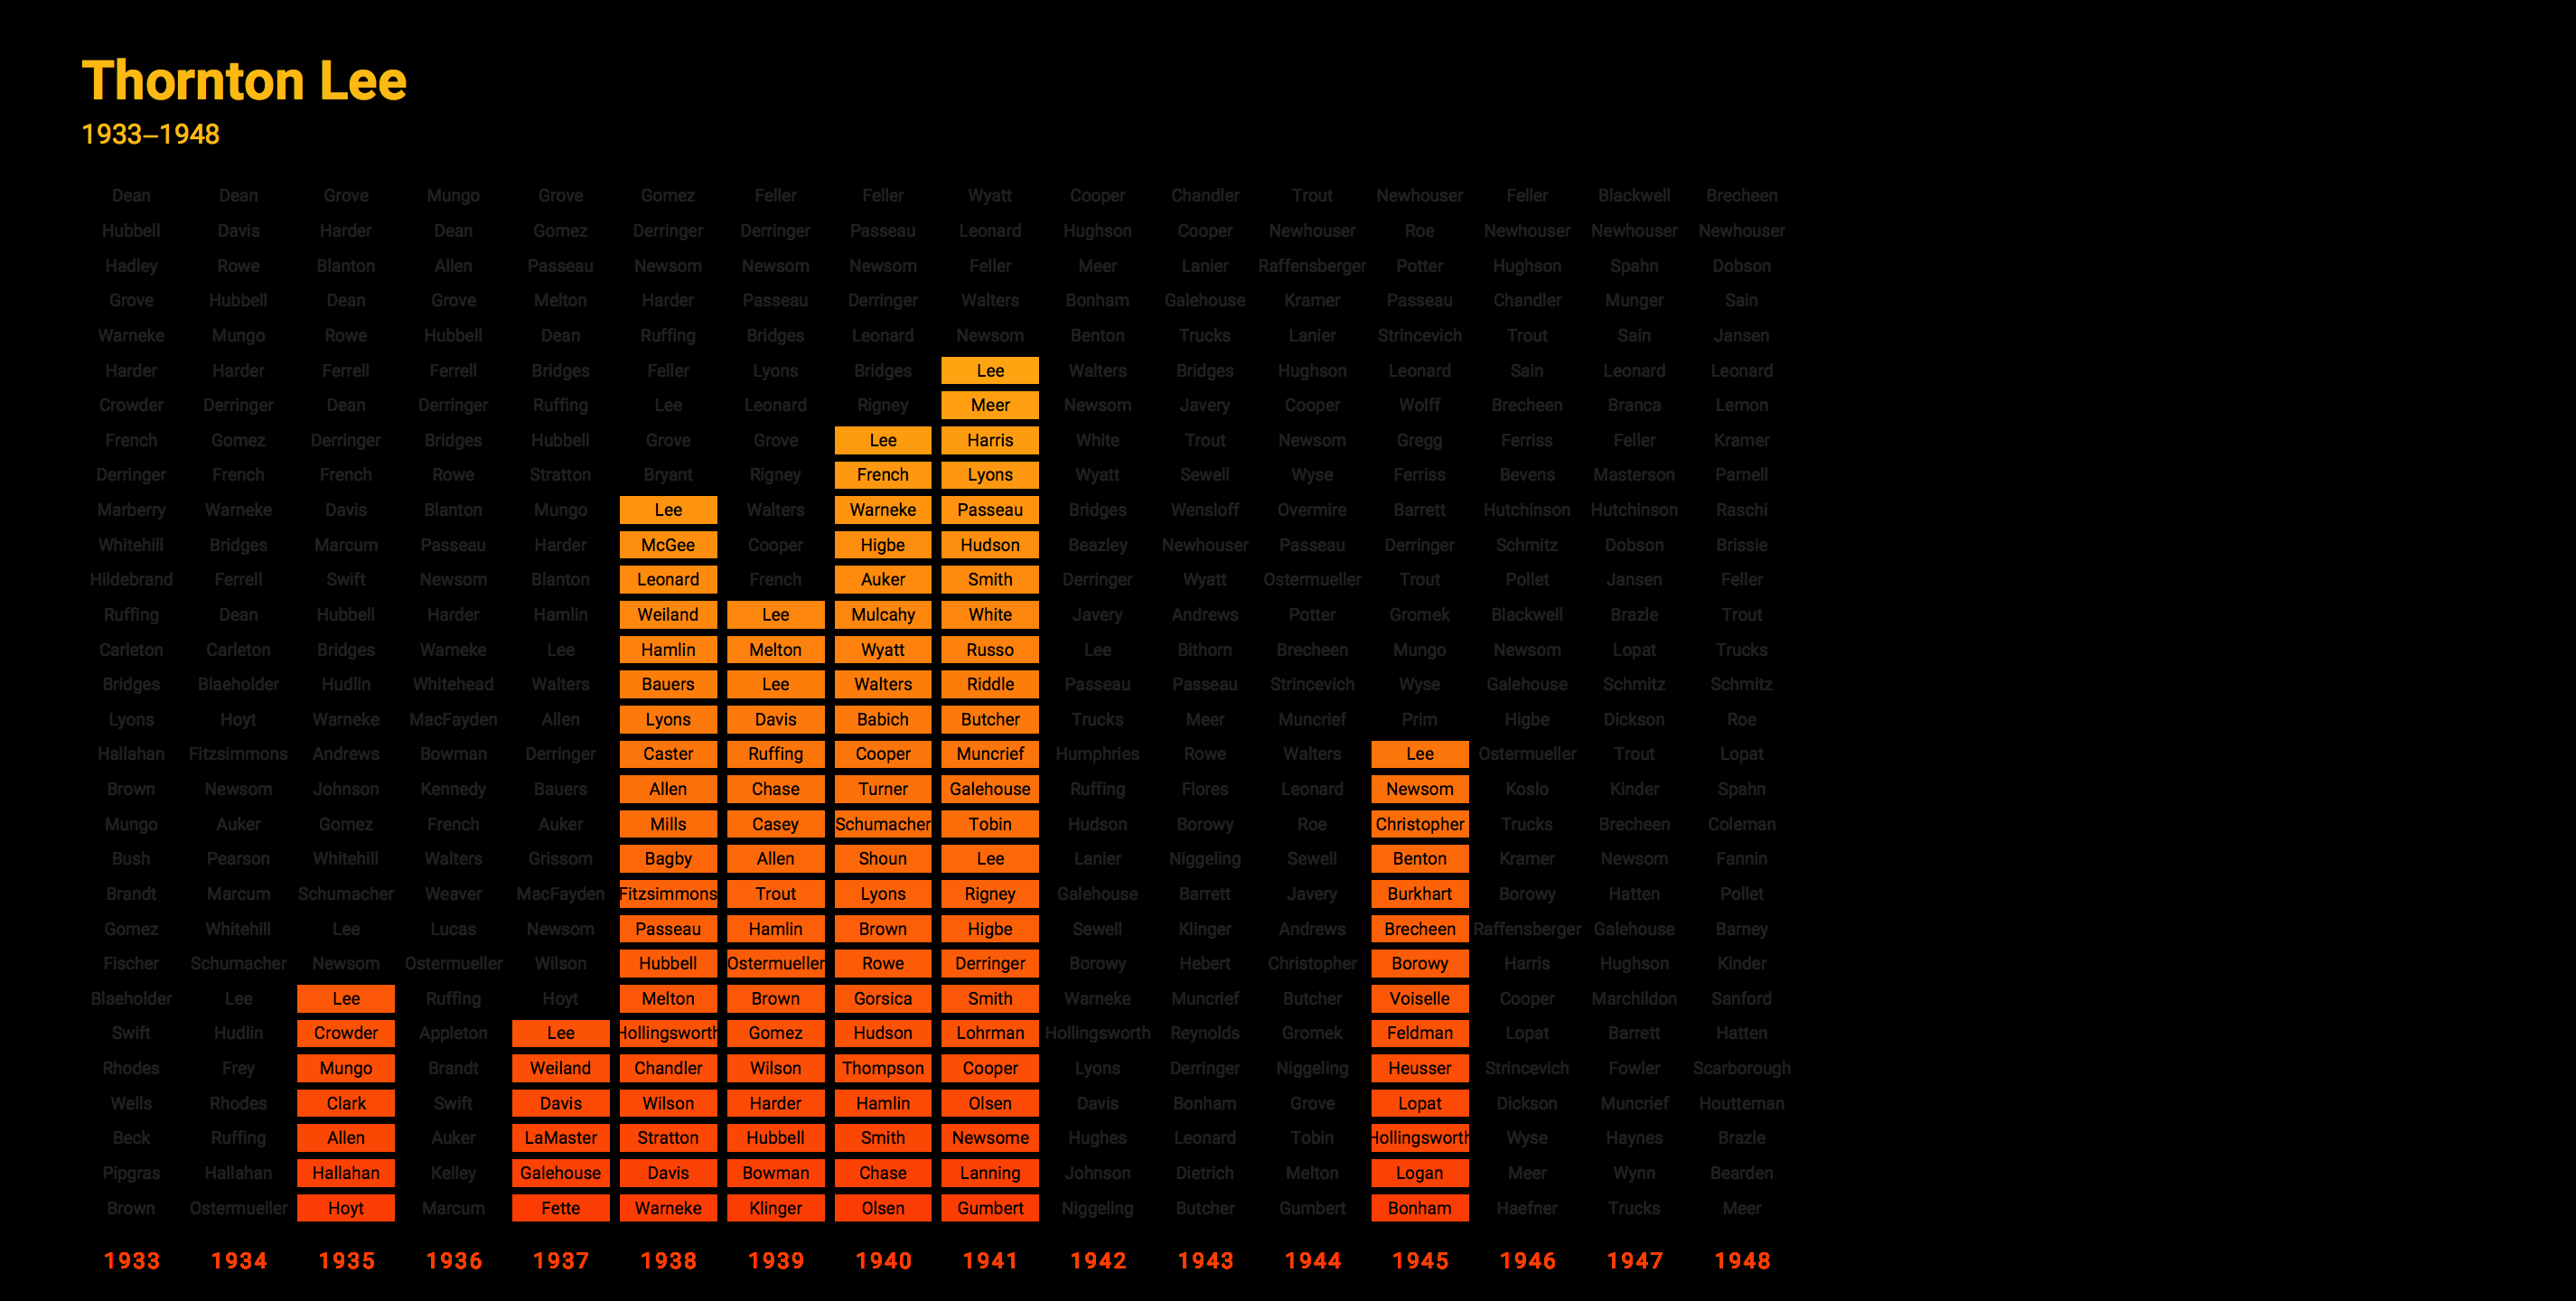 Thornton Lee
1933–1948
Dean Dean Grove Mungo Grove Gomez Feller Feller Wyatt Cooper Chandler Trout Newhouser Feller Blackwell Brecheen
Hubbell Davis Harder Dean Gomez Derringer Derringer Passeau Leonard Hughson Cooper Newhouser Roe Newhouser Newhouser Newhouser
Hadley Rowe Blanton Allen Passeau Newsom Newsom Newsom Feller Meer Lanier Raffensberger Potter Hughson Spahn Dobson
Grove Hubbell Dean Grove Melton Harder Passeau Derringer Walters Bonham Galehouse Kramer Passeau Chandler Munger Sain
Warneke Mungo Rowe Hubbell Dean Ruffing Bridges Leonard Newsom Benton Trucks Lanier Strincevich Trout Sain Jansen
Harder Harder Ferrell Ferrell Bridges Feller Lyons Bridges Lee Walters Bridges Hughson Leonard Sain Leonard Leonard
Crowder Derringer Dean Derringer Ruffing Lee Leonard Rigney Meer Newsom Javery Cooper Wolff Brecheen Branca Lemon
French Gomez Derringer Bridges Hubbell Grove Grove Lee Harris White Trout Newsom Gregg Ferriss Feller Kramer
Derringer French French Rowe Stratton Bryant Rigney French Lyons Wyatt Sewell Wyse Ferriss Bevens Masterson Parnell
Marberry Warneke Davis Blanton Mungo Lee Walters Warneke Passeau Bridges Wensloff Overmire Barrett Hutchinson Hutchinson Raschi
Whitehill Bridges Marcum Passeau Harder McGee Cooper Higbe Hudson Beazley Newhouser Passeau Derringer Schmitz Dobson Brissie
Hildebrand Ferrell Swift Newsom Blanton Leonard French Auker Smith Derringer Wyatt Ostermueller Trout Pollet Jansen Feller
Ruffing Dean Hubbell Harder Hamlin Weiland Lee Mulcahy White Javery Andrews Potter Gromek Blackwell Brazle Trout
Carleton Carleton Bridges Warneke Lee Hamlin Melton Wyatt Russo Lee Bithorn Brecheen Mungo Newsom Lopat Trucks
Bridges Blaeholder Hudlin Whitehead Walters Bauers Lee Walters Riddle Passeau Passeau Strincevich Wyse Galehouse Schmitz Schmitz
Lyons Hoyt Warneke MacFayden Allen Lyons Davis Babich Butcher Trucks Meer Muncrief Prim Higbe Dickson Roe
Hallahan Fitzsimmons Andrews Bowman Derringer Caster Ruffing Cooper Muncrief Humphries Rowe Walters Lee Ostermueller Trout Lopat
Brown Newsom Johnson Kennedy Bauers Allen Chase Turner Galehouse Ruffing Flores Leonard Newsom Koslo Kinder Spahn
Mungo Auker Gomez French Auker Mills Casey Schumacher Tobin Hudson Borowy Roe Christopher Trucks Brecheen Coleman
Bush Pearson Whitehill Walters Grissom Bagby Allen Shoun Lee Lanier Niggeling Sewell Benton Kramer Newsom Fannin
Brandt Marcum Schumacher Weaver MacFayden Fitzsimmons Trout Lyons Rigney Galehouse Barrett Javery Burkhart Borowy Hatten Pollet
Gomez Whitehill Lee Lucas Newsom Passeau Hamlin Brown Higbe Sewell Klinger Andrews Brecheen Raffensberger Galehouse Barney
Fischer Schumacher Newsom Ostermueller Wilson Hubbell Ostermueller Rowe Derringer Borowy Hebert Christopher Borowy Harris Hughson Kinder
Blaeholder Lee Lee Ruffing Hoyt Melton Brown Gorsica Smith Warneke Muncrief Butcher Voiselle Cooper Marchildon Sanford
Swift Hudlin Crowder Appleton Lee Hollingsworth Gomez Hudson Lohrman Hollingsworth Reynolds Gromek Feldman Lopat Barrett Hatten
Rhodes Frey Mungo Brandt Weiland Chandler Wilson Thompson Cooper Lyons Derringer Niggeling Heusser Strincevich Fowler Scarborough
Wells Rhodes Clark Swift Davis Wilson Harder Hamlin Olsen Davis Bonham Grove Lopat Dickson Muncrief Houtteman
Beck Ruffing Allen Auker LaMaster Stratton Hubbell Smith Newsome Hughes Leonard Tobin Hollingsworth Wyse Haynes Brazle
Pipgras Hallahan Hallahan Kelley Galehouse Davis Bowman Chase Lanning Johnson Dietrich Melton Logan Meer Wynn Bearden
Brown Ostermueller Hoyt Marcum Fette Warneke Klinger Olsen Gumbert Niggeling Butcher Gumbert Bonham Haefner Trucks Meer
1933 1934 1935 1936 1937 1938 1939 1940 1941 1942 1943 1944 1945 1946 1947 1948